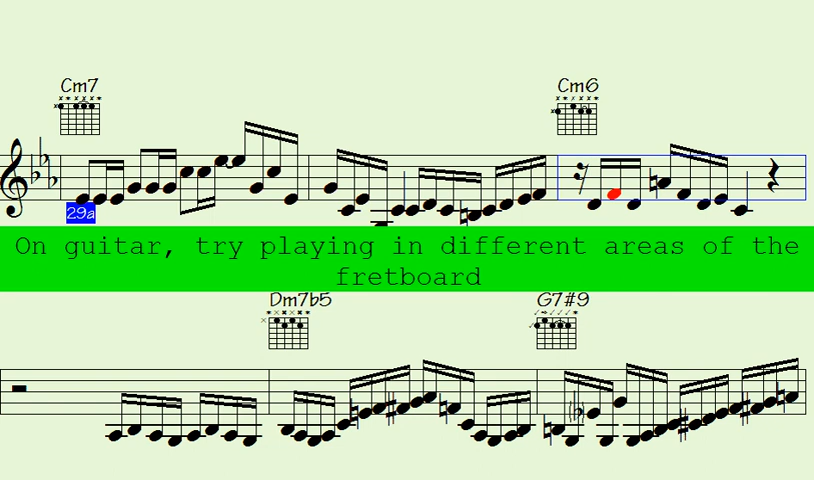 Cm7 Cm6
29a
On guitar, try playing in different areas of the
fretboard
Dm7b5 G7#9